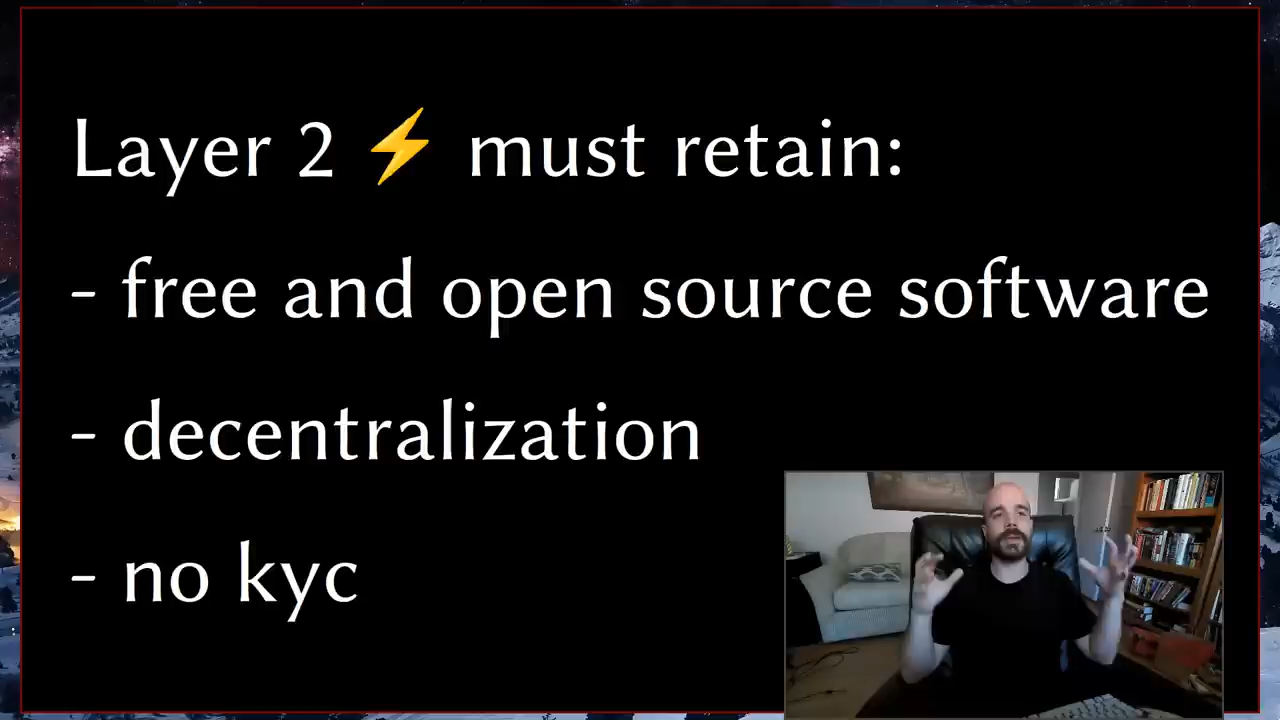 Layer 2 ⚡ must retain:
- free and open source software
- decentralization
- no kyc